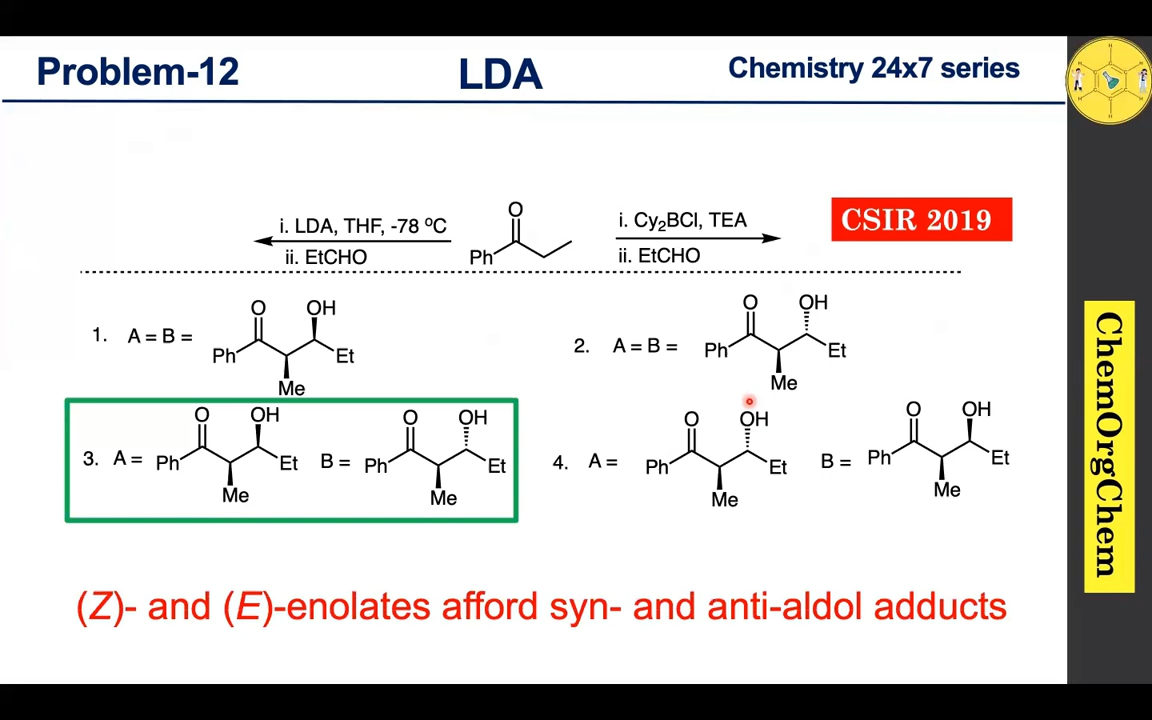 Problem-12
LDA
Chemistry 24x7 series
i. LDA, THF, -78 ºC
ii. EtCHO
O
Ph
i. Cy₂BCl, TEA
ii. EtCHO
CSIR 2019
1. A = B =
O
OH
Ph
Et
Me
2. A = B =
O
OH
Ph
Et
Me
3. A =
O
OH
Ph
Et
Me
B =
O
OH
Ph
Et
Me
4. A =
O
OH
Ph
Et
Me
B =
O
OH
Ph
Et
Me
(Z)- and (E)-enolates afford syn- and anti-aldol adducts
ChemOrgChem